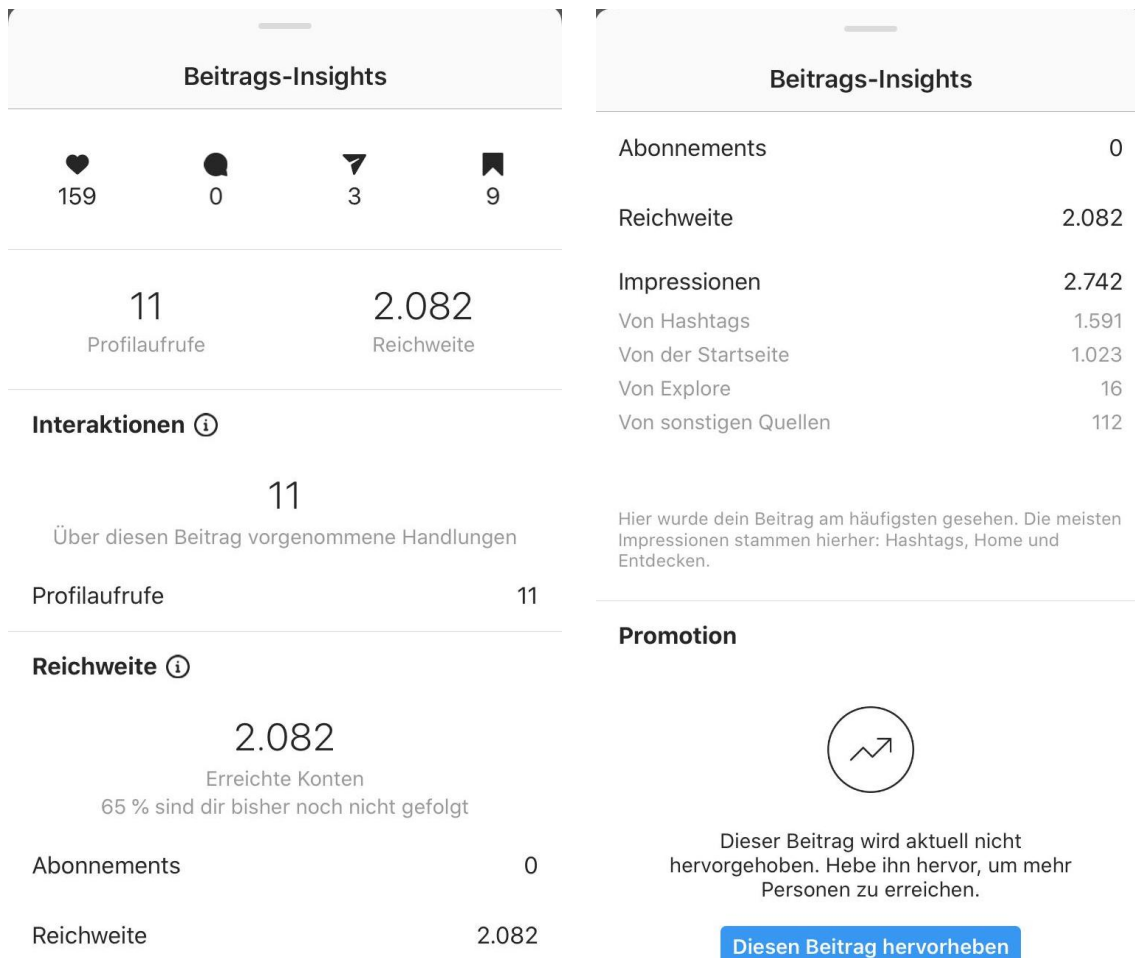 Beitrags-Insights
159
0
3
9
11
2.082
Profilaufrufe
Reichweite
Interaktionen
11
Über diesen Beitrag vorgenommene Handlungen
Profilaufrufe 11
Reichweite
2.082
Erreichte Konten
65 % sind dir bisher noch nicht gefolgt
Abonnements 0
Reichweite 2.082
Beitrags-Insights
Abonnements 0
Reichweite 2.082
Impressionen 2.742
Von Hashtags 1.591
Von der Startseite 1.023
Von Explore 16
Von sonstigen Quellen 112
Hier wurde dein Beitrag am häufigsten gesehen. Die meisten
Impressionen stammen hierher: Hashtags, Home und
Entdecken.
Promotion
Dieser Beitrag wird aktuell nicht
hervorgehoben. Hebe ihn hervor, um mehr
Personen zu erreichen.
Diesen Beitrag hervorheben